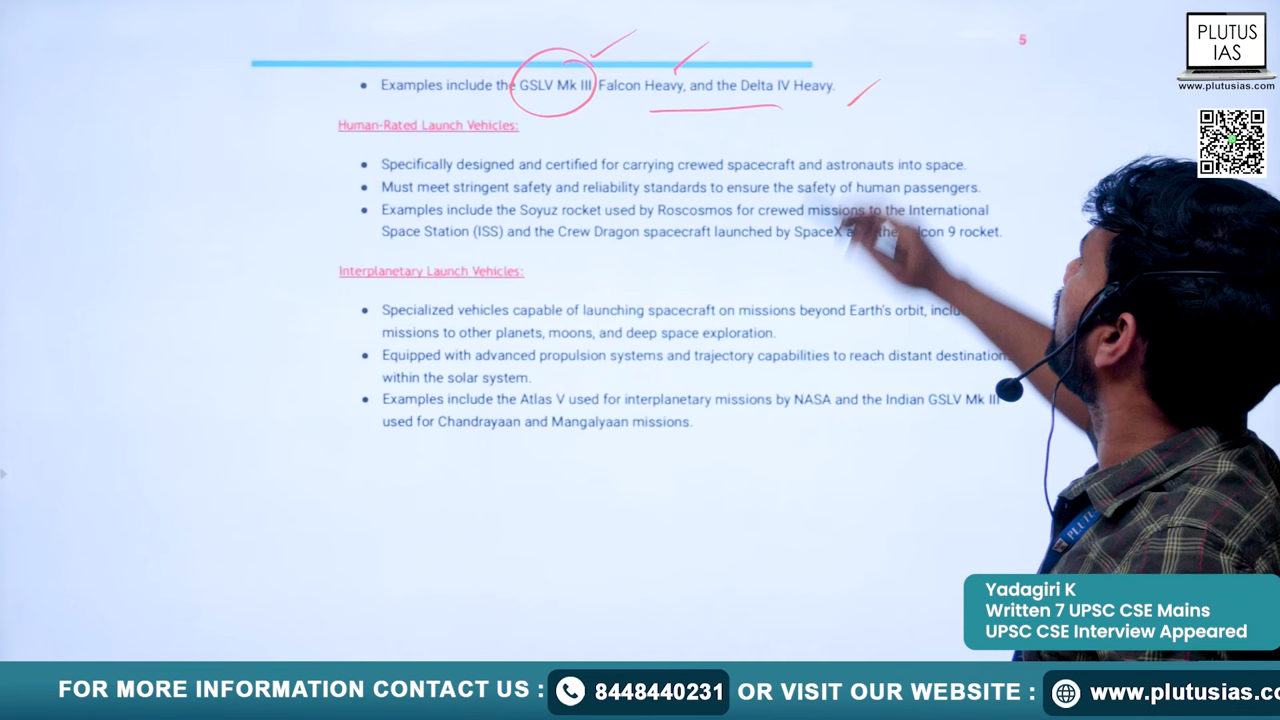 PLUTUS
IAS
www.plutusias.com
5
Examples include the GSLV Mk III, Falcon Heavy, and the Delta IV Heavy.
Human-Rated Launch Vehicles:
Specifically designed and certified for carrying crewed spacecraft and astronauts into space.
Must meet stringent safety and reliability standards to ensure the safety of human passengers.
Examples include the Soyuz rocket used by Roscosmos for crewed missions to the International
Space Station (ISS) and the Crew Dragon spacecraft launched by SpaceX 9 rocket.
Interplanetary Launch Vehicles:
Specialized vehicles capable of launching spacecraft on missions beyond Earth's orbit,
missions to other planets, moons, and deep space exploration.
Equipped with advanced propulsion systems and trajectory capabilities to reach distant destination
within the solar system.
Examples include the Atlas V used for interplanetary missions by NASA and the Indian GSLV Mk III
used for Chandrayaan and Mangalyaan missions.
Yadagiri K
Written 7 UPSC CSE Mains
UPSC CSE Interview Appeared
FOR MORE INFORMATION CONTACT US : 8448440231 OR VISIT OUR WEBSITE : www.plutusias.co